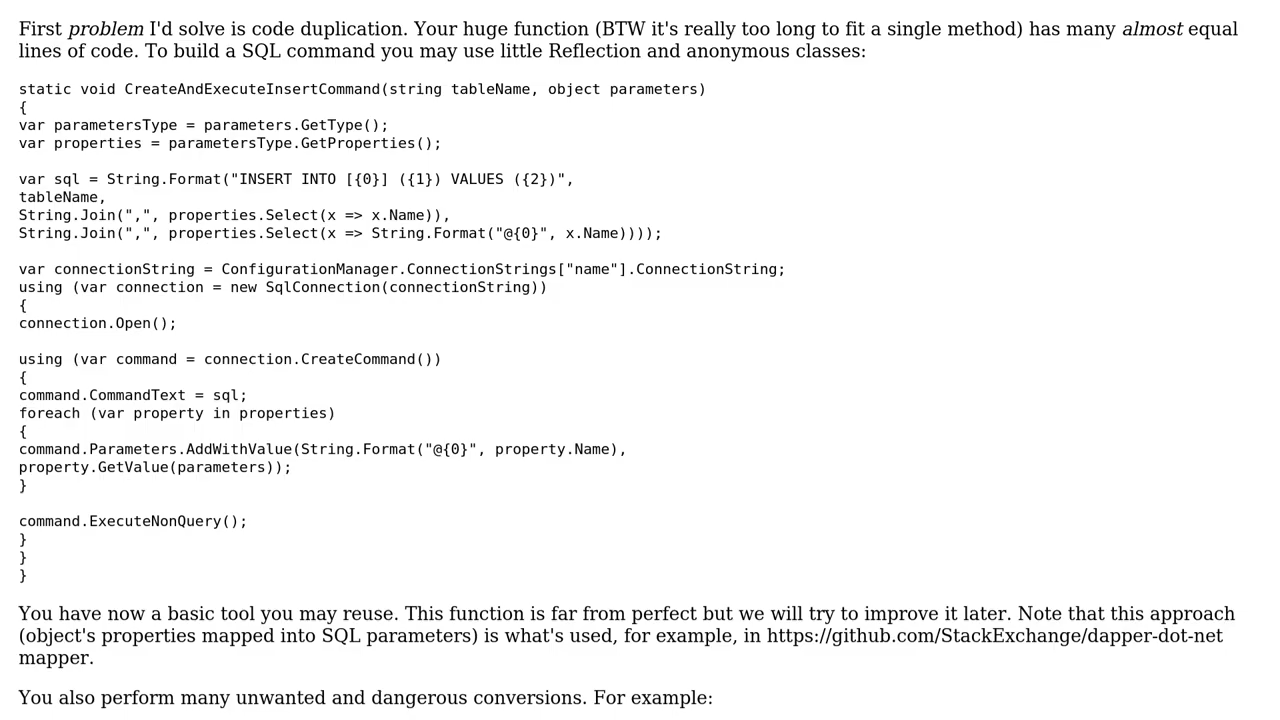 First problem I'd solve is code duplication. Your huge function (BTW it's really too long to fit a single method) has many almost equal
lines of code. To build a SQL command you may use little Reflection and anonymous classes:
static void CreateAndExecuteInsertCommand(string tableName, object parameters)
{
var parametersType = parameters.GetType();
var properties = parametersType.GetProperties();
var sql = String.Format("INSERT INTO [{0}] ({1}) VALUES ({2})",
tableName,
String.Join(",", properties.Select(x => x.Name)),
String.Join(",", properties.Select(x => String.Format("@{0}", x.Name))));
var connectionString = ConfigurationManager.ConnectionStrings["name"].ConnectionString;
using (var connection = new SqlConnection(connectionString))
{
connection.Open();
using (var command = connection.CreateCommand())
{
command.CommandText = sql;
foreach (var property in properties)
{
command.Parameters.AddWithValue(String.Format("@{0}", property.Name),
property.GetValue(parameters));
}
command.ExecuteNonQuery();
}
}
}
You have now a basic tool you may reuse. This function is far from perfect but we will try to improve it later. Note that this approach
(object's properties mapped into SQL parameters) is what's used, for example, in https://github.com/StackExchange/dapper-dot-net
mapper.
You also perform many unwanted and dangerous conversions. For example: